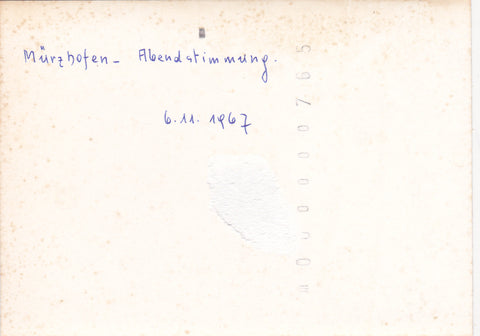 Mürzhofen - Abendstimmung.
6.11.1967